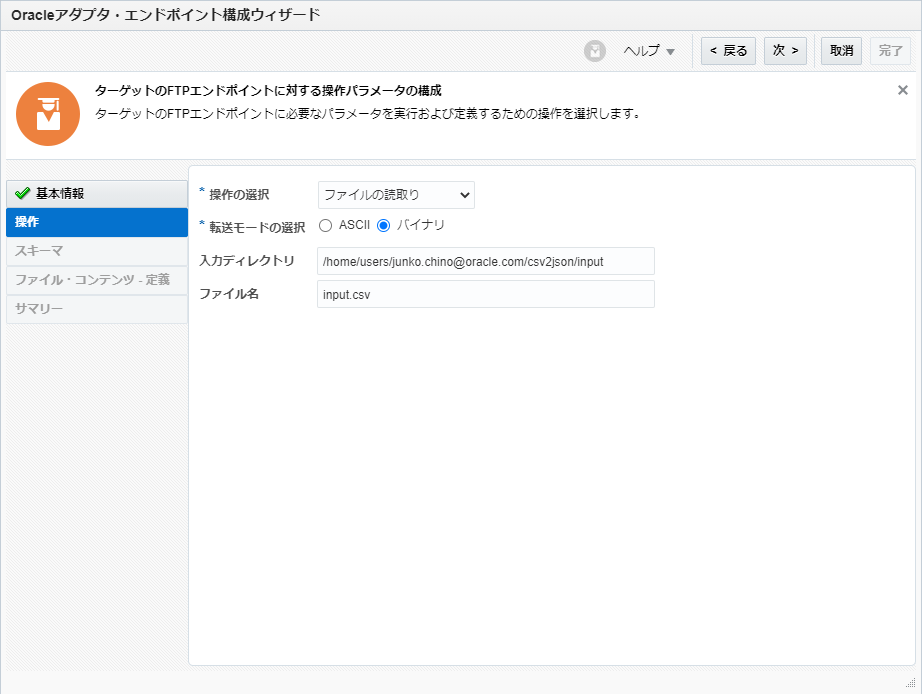 Oracleアダプタ・エンドポイント構成ウィザード
ヘルプ ▼ < 戻る 次 > 取消 完了
ターゲットのFTPエンドポイントに対する操作パラメータの構成
ターゲットのFTPエンドポイントに必要なパラメータを実行および定義するための操作を選択します。
基本情報
操作
スキーマ
ファイル・コンテンツ - 定義
サマリー
* 操作の選択 ファイルの読取り
* 転送モードの選択 ASCII バイナリ
入力ディレクトリ /home/users/junko.chino@oracle.com/csv2json/input
ファイル名 input.csv